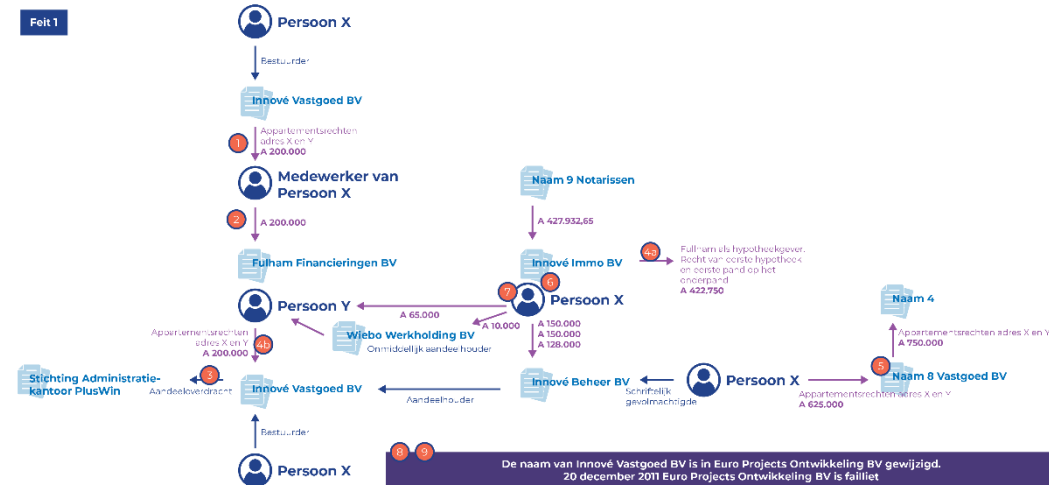 Feit 1
Persoon X
Bestuurder
Innové Vastgoed BV
1
Appartementsrechten
adres X en Y
A 200.000
Medewerker van
Persoon X
2
A 200.000
Fulham Financieringen BV
Naam 9 Notarissen
A 427.932,65
Innové Immo BV
4a
Fullham als hypotheekgever.
Recht van eerste hypotheek
en eerste pand op het
onderpand
A 422,750
7
6
Persoon X
Persoon Y
A 65.000
A 10.000
Wiebo Werkholding BV
Onmiddellijk aandee houder
A 150.000
A 150.000
A 128.000
Appartementsrechten
adres X en Y
A 200.000
4b
Naam 4
Appartementsrechten adres X en Y
A 750.000
5
Naam 8 Vastgoed BV
Stichting Administratie-
kantoor PlusWin
3
Aandeeloverdracht
Innové Vastgoed BV
Aandeelhouder
Innové Beheer BV
Schriftelijk
gevolmachtigde
Persoon X
Appartementsrechten adres X en Y
A 625.000
Bestuurder
Persoon X
8
9
De naam van Innové Vastgoed BV is in Euro Projects Ontwikkeling BV gewijzigd.
20 december 2011 Euro Projects Ontwikkeling BV is failliet